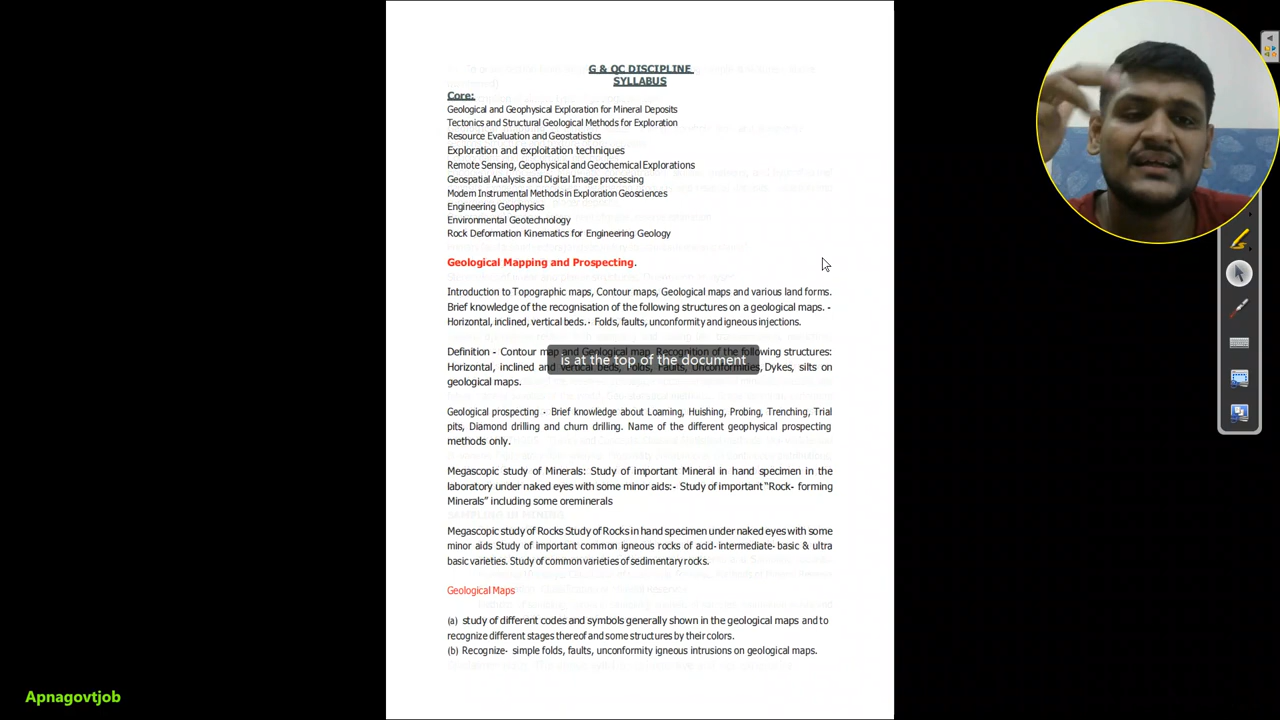 G & QC DISCIPLINE
SYLLABUS
Core:
Geological and Geophysical Exploration for Mineral Deposits
Tectonics and Structural Geological Methods for Exploration
Resource Evaluation and Geostatistics
Exploration and exploitation techniques
Remote Sensing, Geophysical and Geochemical Explorations
Geospatial Analysis and Digital Image processing
Modern Instrumental Methods in Exploration Geosciences
Engineering Geophysics
Environmental Geotechnology
Rock Deformation Kinematics for Engineering Geology
Geological Mapping and Prospecting.
Introduction to Topographic maps, Contour maps, Geological maps and various land forms.
Brief knowledge of the recognisation of the following structures on a geological maps. -
Horizontal, inclined, vertical beds. - Folds, faults, unconformity and igneous injections.
Definition - Contour map and Geological map, Recognition of the following structures:
is at the top of the document
Horizontal, inclined and vertical beds, Folds, Faults, Unconformities, Dykes, silts on
geological maps.
Geological prospecting - Brief knowledge about Loaming, Huishing, Probing, Trenching, Trial
pits, Diamond drilling and churn drilling. Name of the different geophysical prospecting
methods only.
Megascopic study of Minerals: Study of important Mineral in hand specimen in the
laboratory under naked eyes with some minor aids:- Study of important “Rock- forming
Minerals” including some oreminerals
Megascopic study of Rocks Study of Rocks in hand specimen under naked eyes with some
minor aids Study of important common igneous rocks of acid- intermediate- basic & ultra
basic varieties. Study of common varieties of sedimentary rocks.
Geological Maps
(a) study of different codes and symbols generally shown in the geological maps and to
recognize different stages thereof and some structures by their colors.
(b) Recognize- simple folds, faults, unconformity igneous intrusions on geological maps.
Apnagovtjob